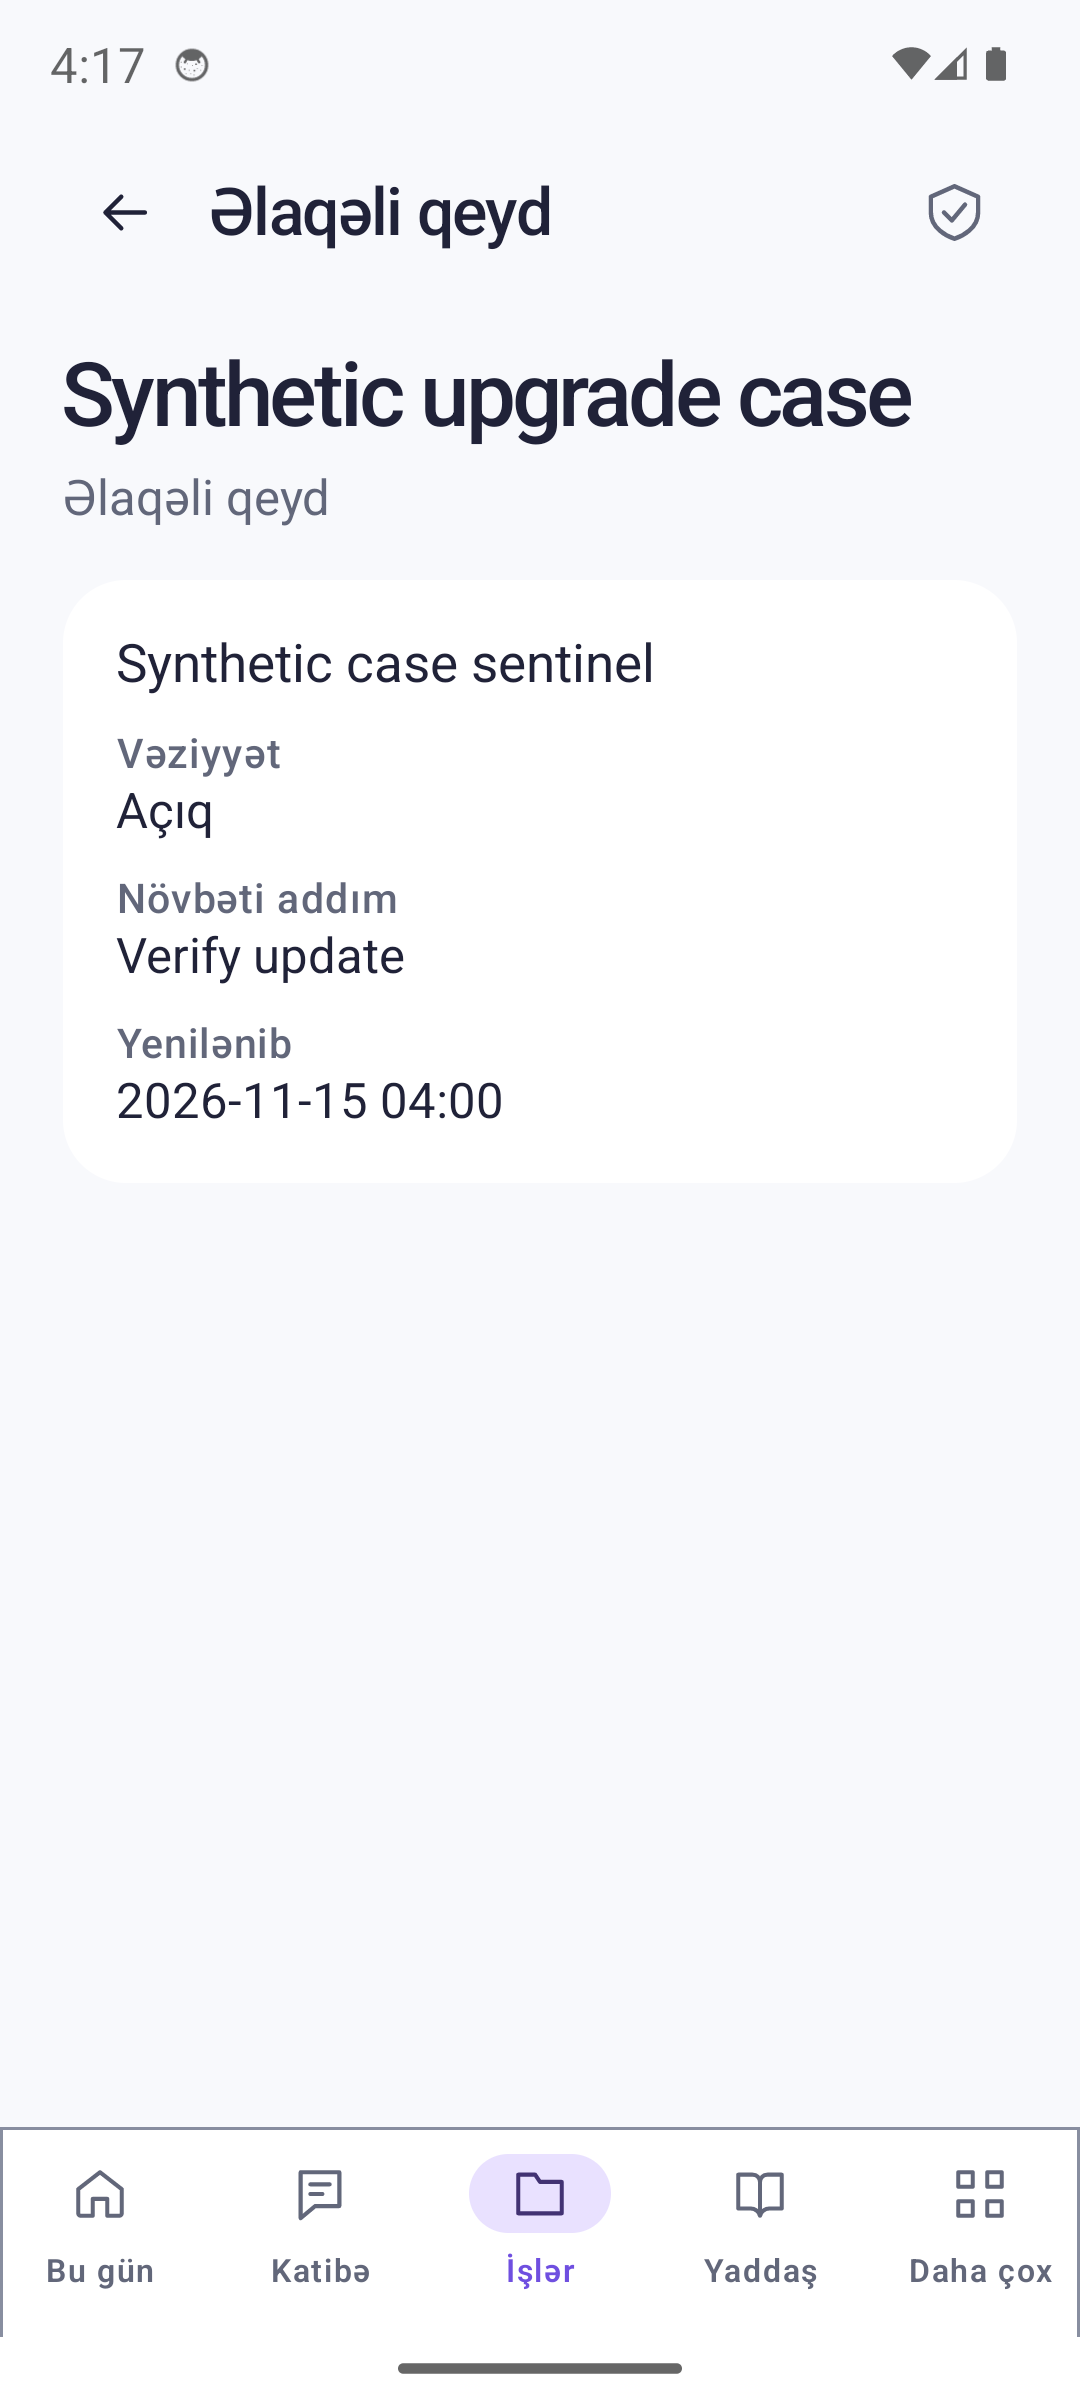 4:17
Əlaqəli qeyd
Synthetic upgrade case
Əlaqəli qeyd
Synthetic case sentinel
Vəziyyət
Açıq
Növbəti addım
Verify update
Yenilənib
2026-11-15 04:00
Bu gün Katibə İşlər Yaddaş Daha çox